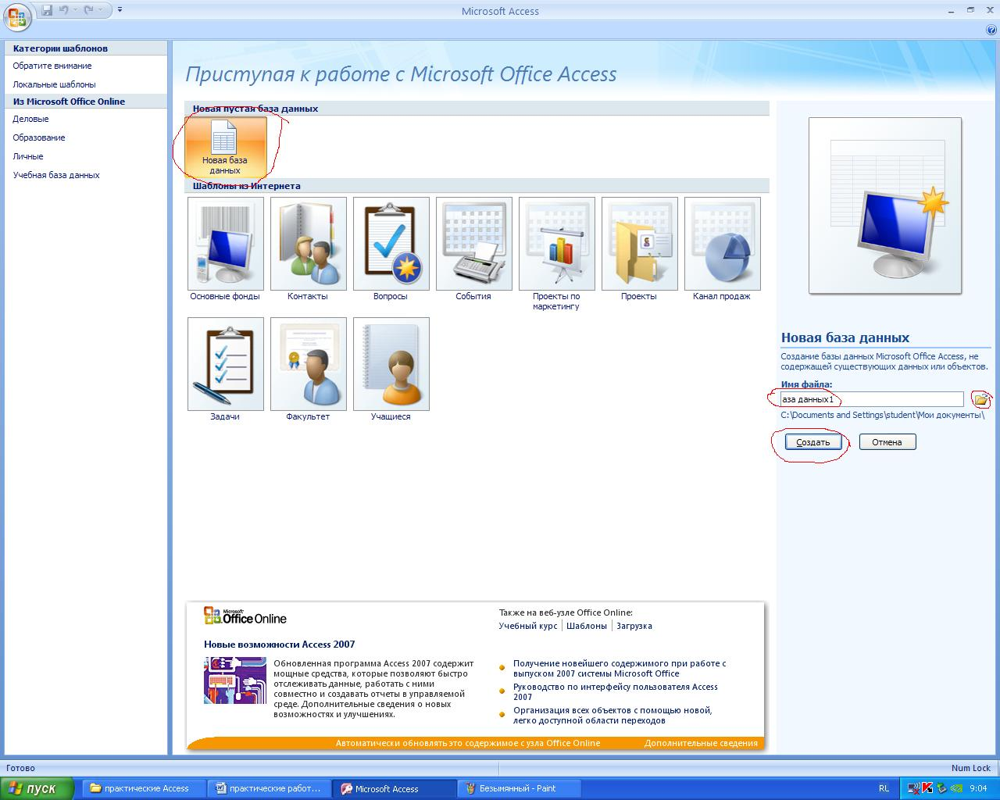 Microsoft Access
Категории шаблонов
Обратите внимание
Локальные шаблоны
Из Microsoft Office Online
Деловые
Образование
Личные
Учебная база данных
Приступая к работе с Microsoft Office Access
Новая пустая база данных
Новая база
данных
Шаблоны из Интернета
Основные фонды
Контакты
Вопросы
События
Проекты по
маркетингу
Проекты
Канал продаж
Задачи
Факультет
Учащиеся
Новая база данных
Создание базы данных Microsoft Office Access, не
содержащей существующих данных или объектов.
Имя файла:
аза данных1
C:\Documents and Settings\student\Мои документы\
Создать
Отмена
Microsoft
Office Online
Новые возможности Access 2007
Обновленная программа Access 2007 содержит
мощные средства, которые позволяют быстро
отслеживать данные, работать с ними
совместно и создавать отчеты в управляемой
среде. Дополнительные сведения о новых
возможностях и улучшениях.
Также на веб-узле Office Online:
Учебный курс | Шаблоны | Загрузка
Получение новейшего содержимого при работе с
выпуском 2007 системы Microsoft Office
Руководство по интерфейсу пользователя Access
2007
Организация всех объектов с помощью новой,
легко доступной области переходов
Автоматически обновлять это содержимое с узла Office Online
Дополнительные сведения
Готово
Num Lock
пуск
практические Access
практические работ...
Microsoft Access
Безымянный - Paint
RL
9:04